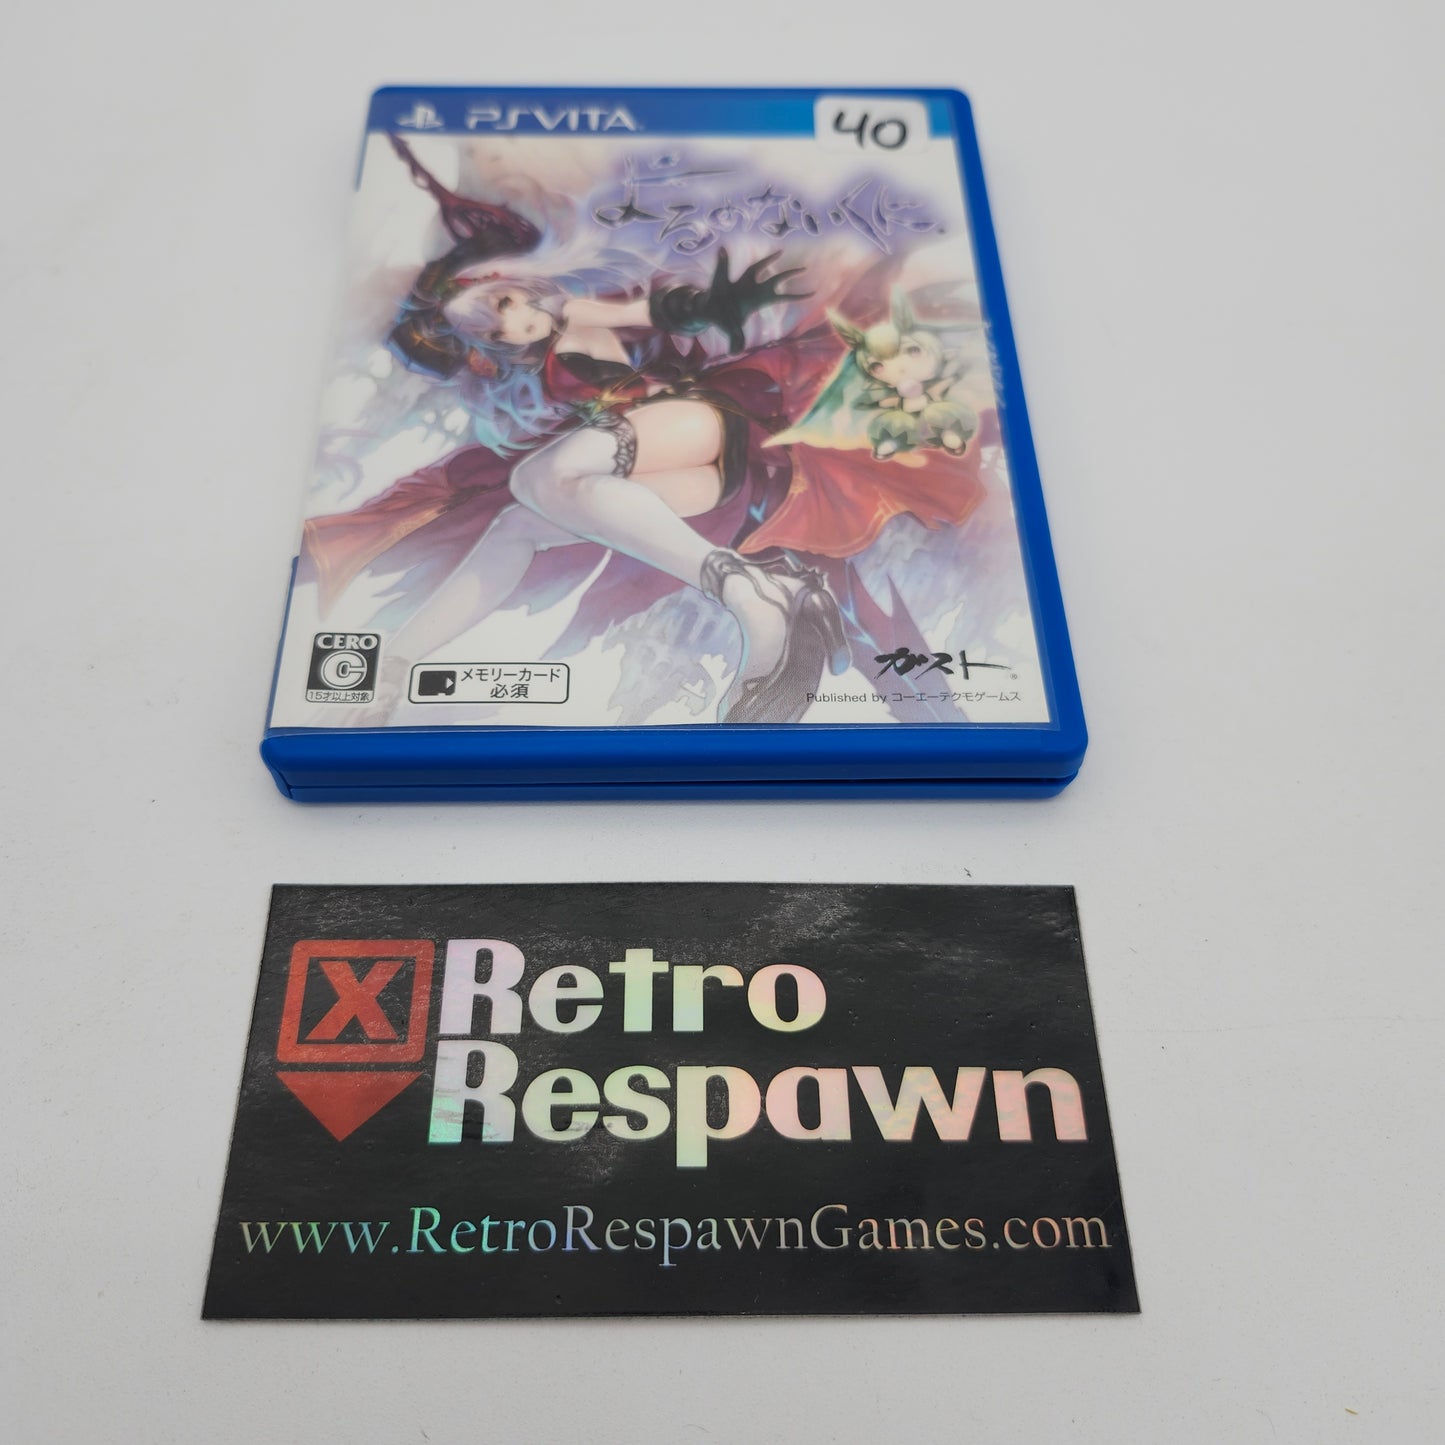 PSVITA
40
よるのないくに
CERO
C
15才以上対象
メモリーカード
必須
ガスト
Published by コーエーテクモゲームス
X Retro
Respawn
www.RetroRespawnGames.com